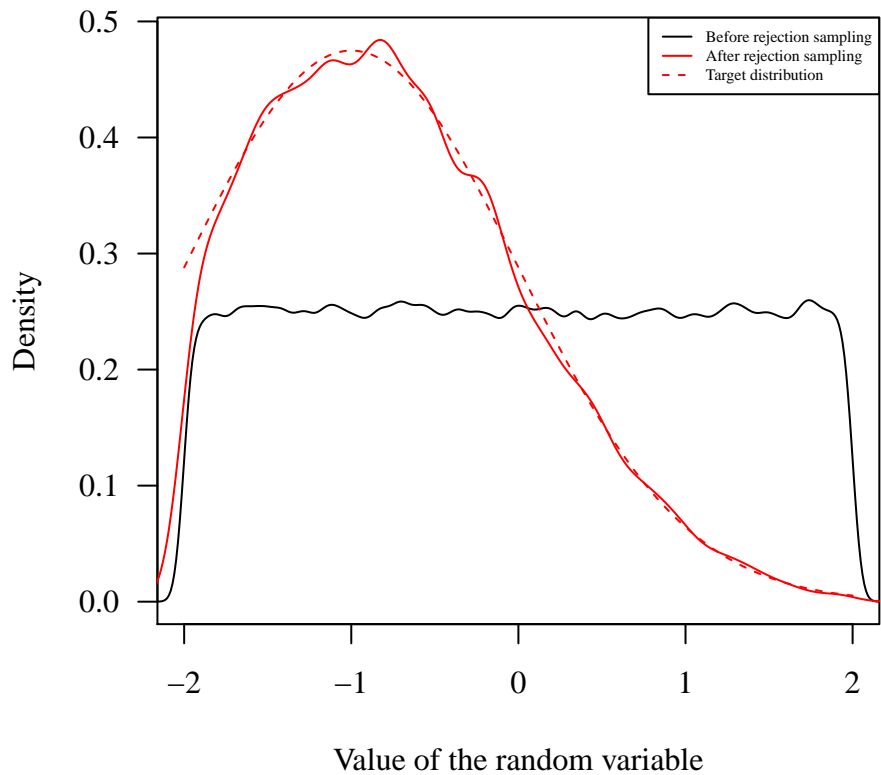 0.5
0.4
0.3
0.2
0.1
0.0
Density
Before rejection sampling
After rejection sampling
Target distribution
−2
−1
0
1
2
Value of the random variable